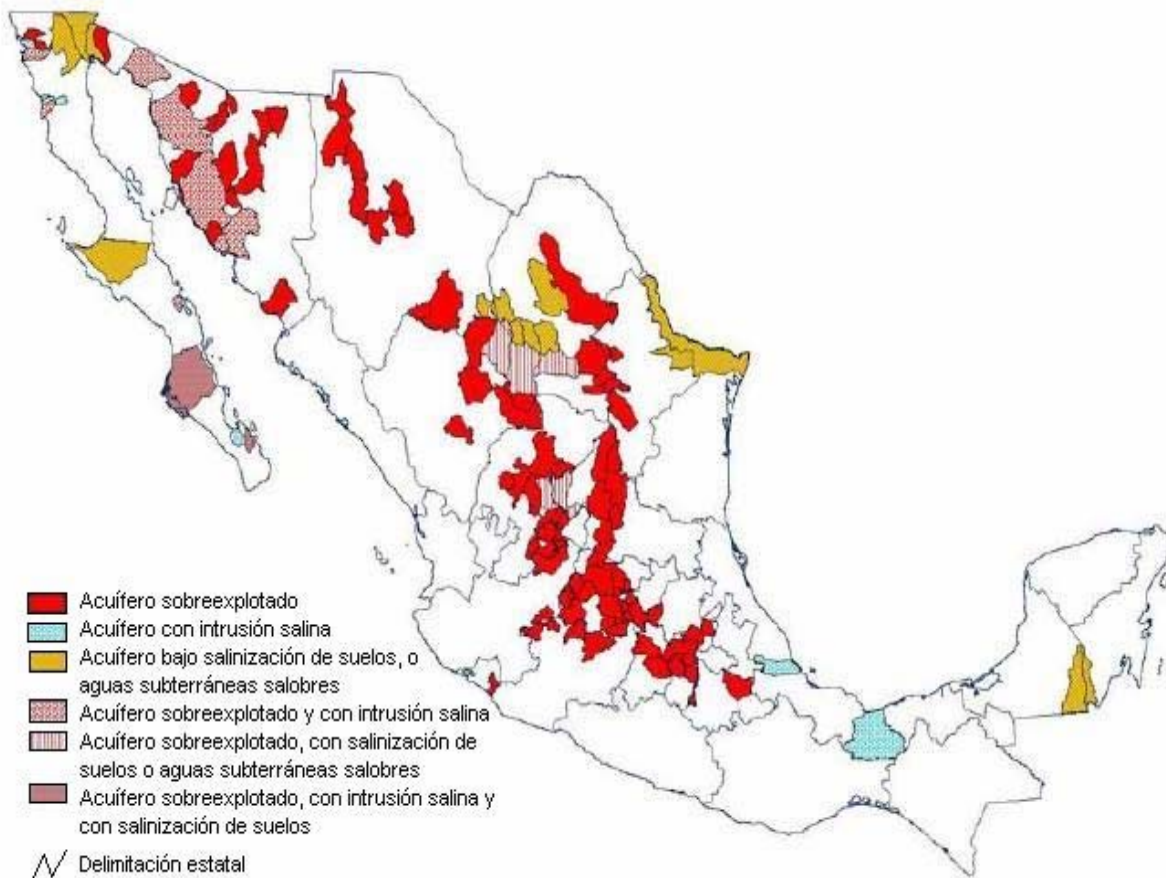 Acuífero sobreexplotado
Acuífero con intrusión salina
Acuífero bajo salinización de suelos, o
aguas subterráneas salobres
Acuífero sobreexplotado y con intrusión salina
Acuífero sobreexplotado, con salinización de
suelos o aguas subterráneas salobres
Acuífero sobreexplotado, con intrusión salina y
con salinización de suelos
Delimitación estatal